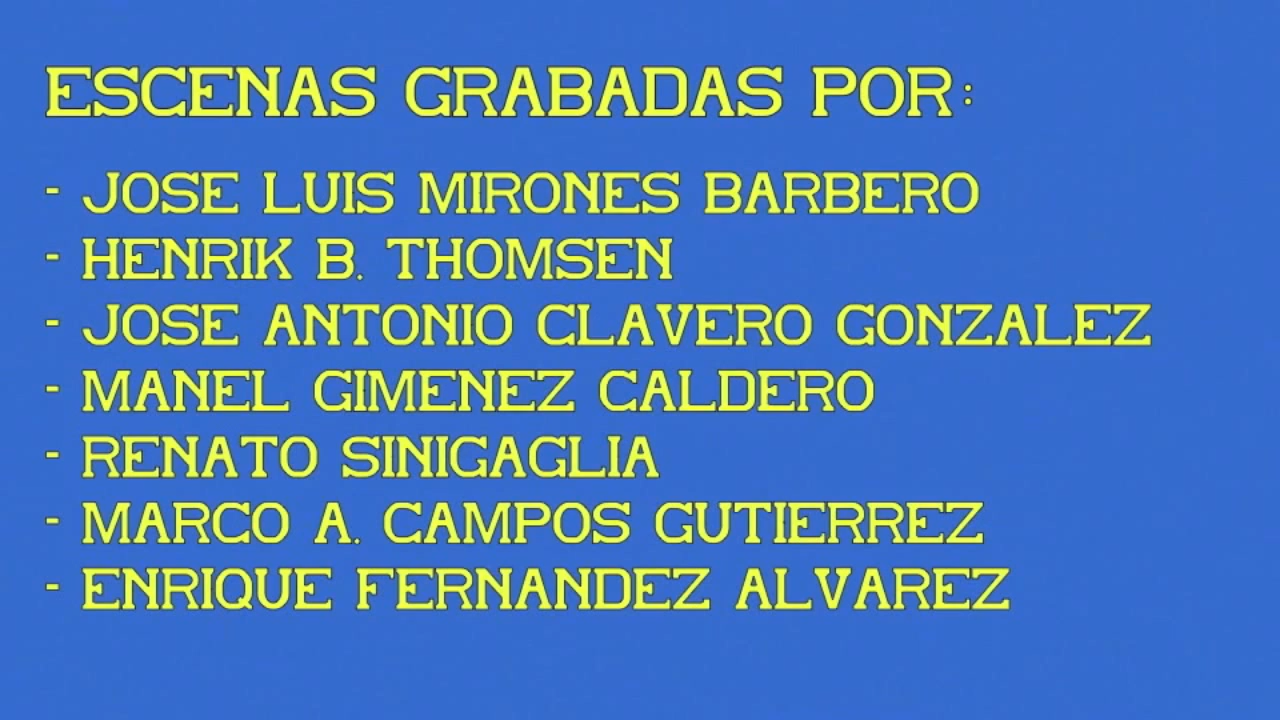 ESCENAS GRABADAS POR:
- JOSE LUIS MIRONES BARBERO
- HENRIK B. THOMSEN
- JOSE ANTONIO CLAVERO GONZALEZ
- MANEL GIMENEZ CALDERO
- RENATO SINIGAGLIA
- MARCO A. CAMPOS GUTIERREZ
- ENRIQUE FERNANDEZ ALVAREZ